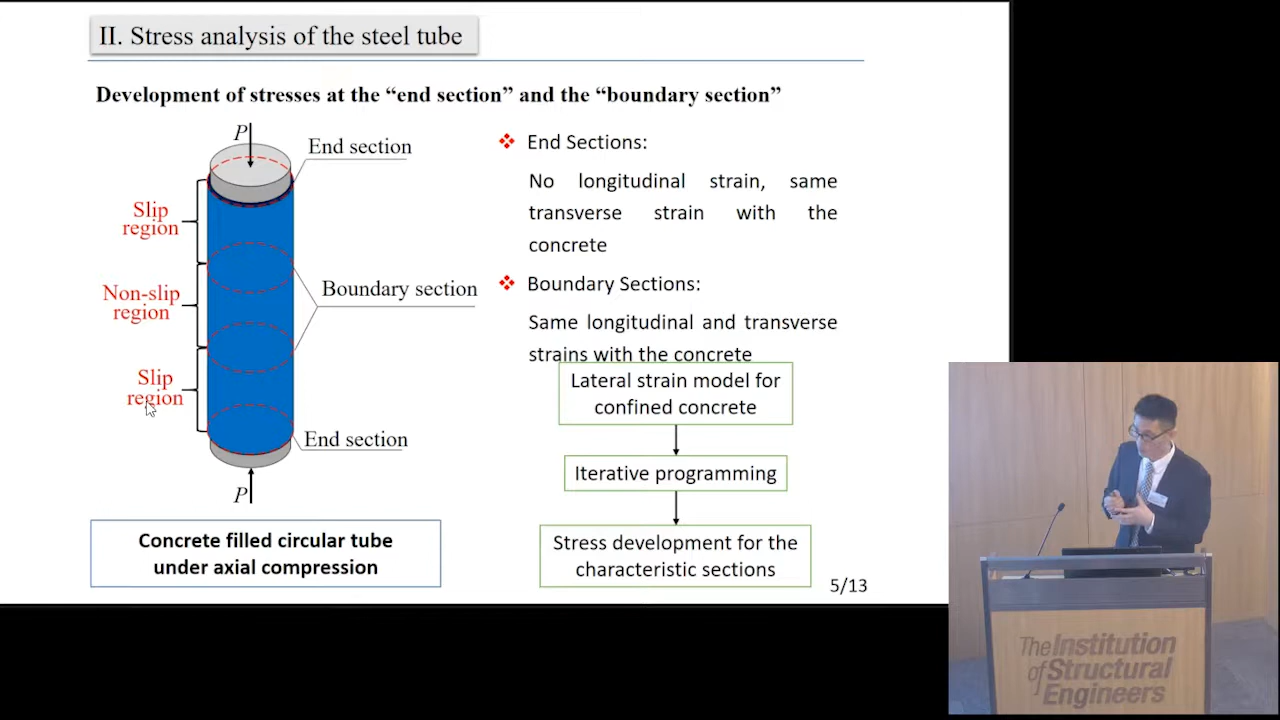 II. Stress analysis of the steel tube
Development of stresses at the “end section” and the “boundary section”
P
End section
Slip
region
Non-slip
region
Boundary section
Slip
region
End section
P
Concrete filled circular tube
under axial compression
End Sections:
No longitudinal strain, same
transverse strain with the
concrete
Boundary Sections:
Same longitudinal and transverse
strains with the concrete
Lateral strain model for
confined concrete
Iterative programming
Stress development for the
characteristic sections
5/13
The Institution
of Structural
Engineers